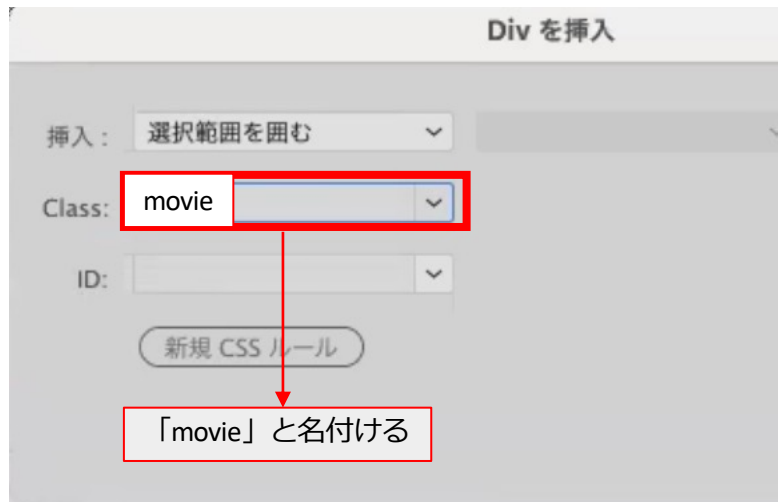 Div を挿入
挿入： 選択範囲を囲む
Class: movie
ID:
新規 CSS ルール
「movie」と名付ける